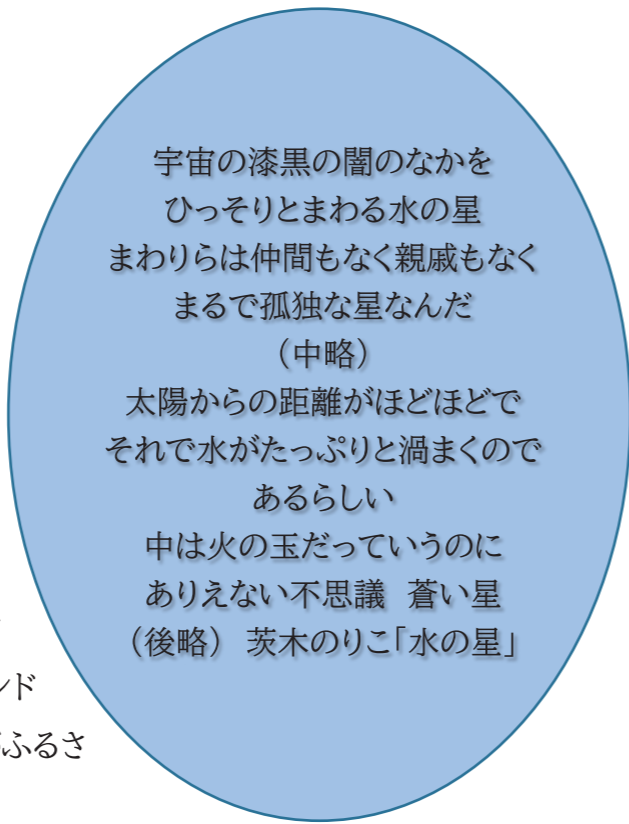 宇宙の漆黒の闇のなかを
ひっそりとまわる水の星
まわりらは仲間もなく親戚もなく
まるで孤独な星なんだ
（中略）
太陽からの距離がほどほどで
それで水がたっぷりと渦まくので
あるらしい
中は火の玉だっていうのに
ありえない不思議 蒼い星
（後略） 茨木のりこ「水の星」
ンド
ふるさ